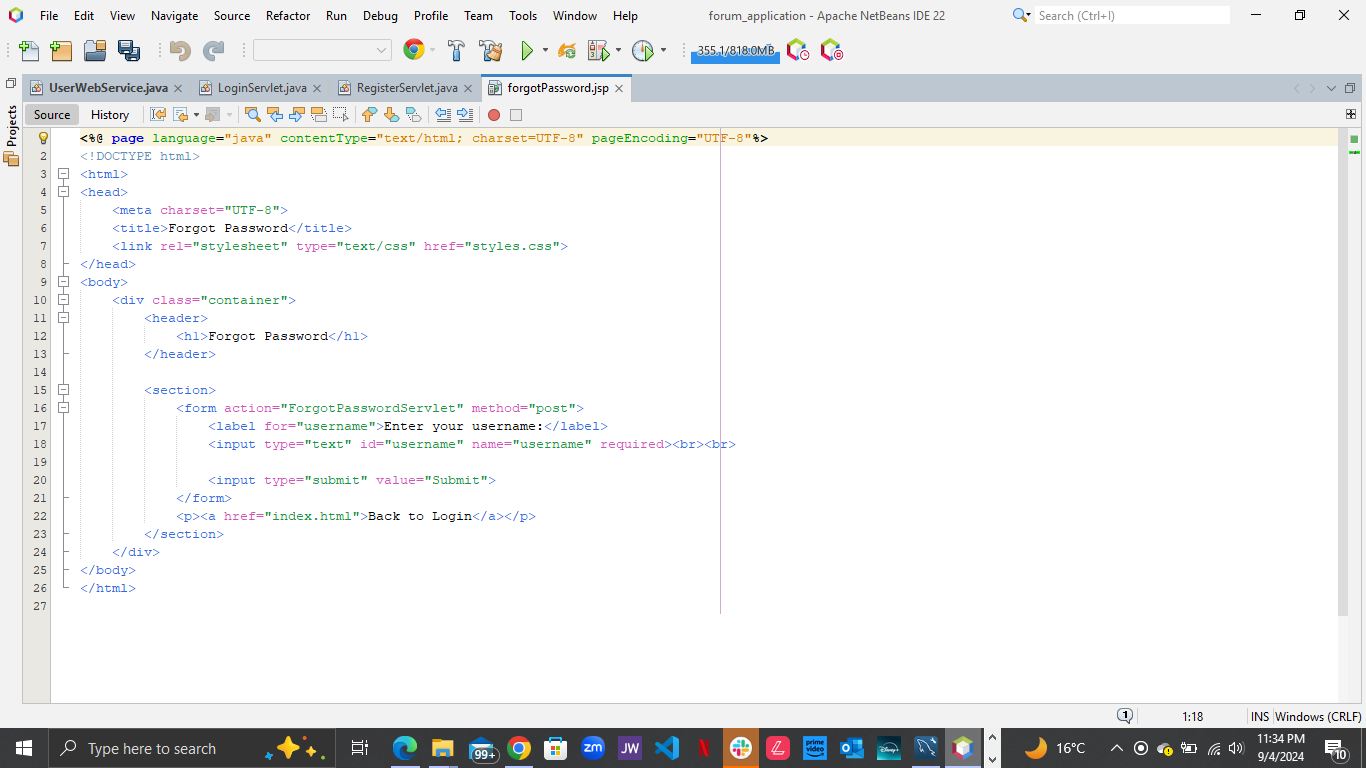 File Edit View Navigate Source Refactor Run Debug Profile Team Tools Window Help forum_application - Apache NetBeans IDE 22 Search (Ctrl+I)
355.1/818.0MB
UserWebService.java LoginServlet.java RegisterServlet.java forgotPassword.jsp
Projects
Source History
<%@ page language="java" contentType="text/html; charset=UTF-8" pageEncoding="UTF-8"%>
2 <!DOCTYPE html>
3 <html>
4 <head>
5 <meta charset="UTF-8">
6 <title>Forgot Password</title>
7 <link rel="stylesheet" type="text/css" href="styles.css">
8 </head>
9 <body>
10 <div class="container">
11 <header>
12 <h1>Forgot Password</h1>
13 </header>
14
15 <section>
16 <form action="ForgotPasswordServlet" method="post">
17 <label for="username">Enter your username:</label>
18 <input type="text" id="username" name="username" required><br><br>
19
20 <input type="submit" value="Submit">
21 </form>
22 <p><a href="index.html">Back to Login</a></p>
23 </section>
24 </div>
25 </body>
26 </html>
27
1 1:18 INS Windows (CRLF)
Type here to search 99+ zm JW prime video Disney+ 16°C 11:34 PM
9/4/2024 10